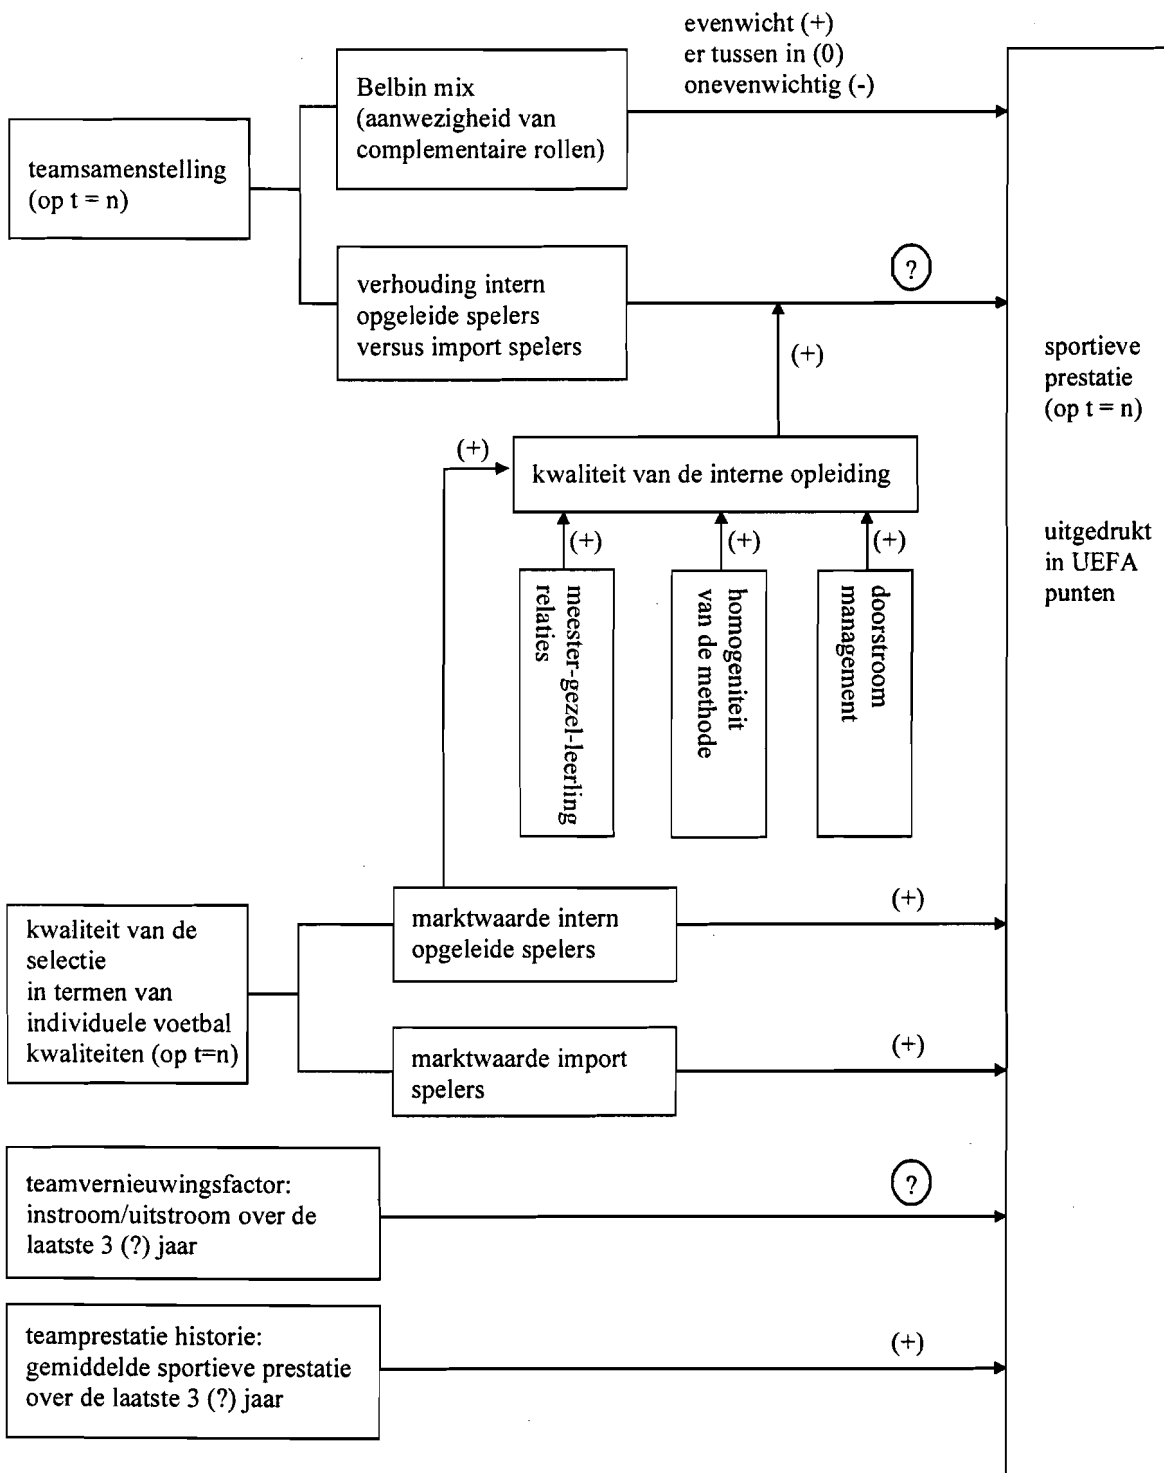 evenwicht (+)
er tussen in (0)
onevenwichtig (-)
Belbin mix
(aanwezigheid van
complementaire rollen)
teamsamenstelling
(op t = n)
verhouding intern
opgeleide spelers
versus import spelers
?
(+)
sportieve
prestatie
(op t = n)
uitgedrukt
in UEFA
punten
(+)
kwaliteit van de interne opleiding
(+)
(+)
(+)
meester-gezel-leerling
relaties
homogeniteit
van de methode
doorstroom
management
kwaliteit van de
selectie
in termen van
individuele voetbal
kwaliteiten (op t=n)
marktwaarde intern
opgeleide spelers
(+)
marktwaarde import
spelers
(+)
teamvernieuwingsfactor:
instroom/uitstroom over de
laatste 3 (?) jaar
?
teamprestatie historie:
gemiddelde sportieve prestatie
over de laatste 3 (?) jaar
(+)